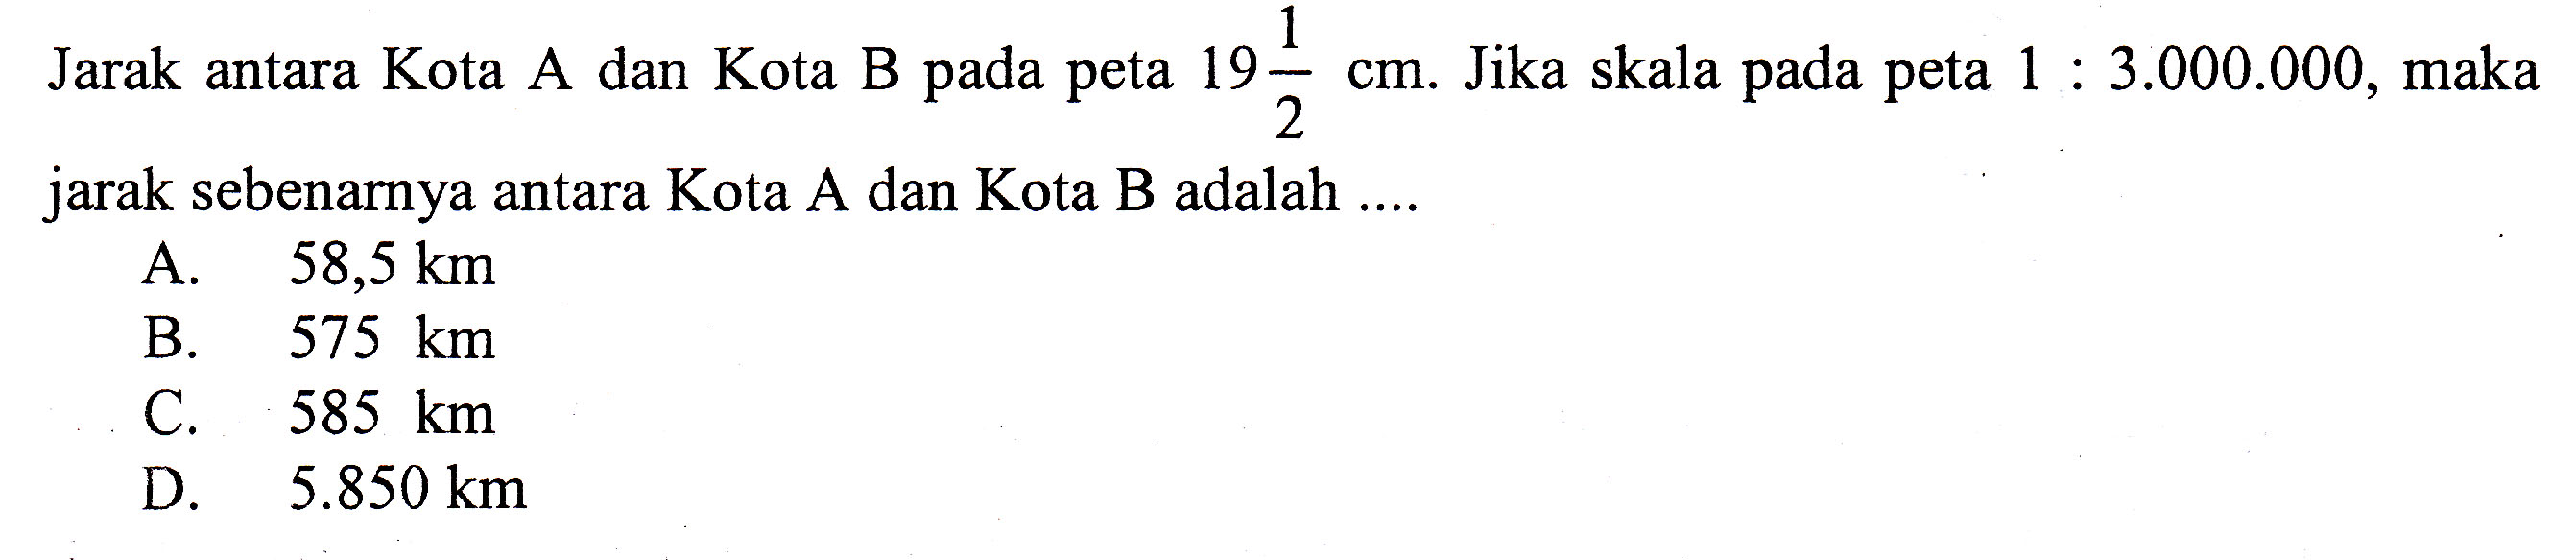 Jarak antara Kota A dan Kota B pada peta 19 1/2 cm. Jika skala pada peta 1 : 3.000.000, maka
jarak sebenarnya antara Kota A dan Kota B adalah ....
A. 58,5 km
B. 575 km
C. 585 km
D. 5.850 km